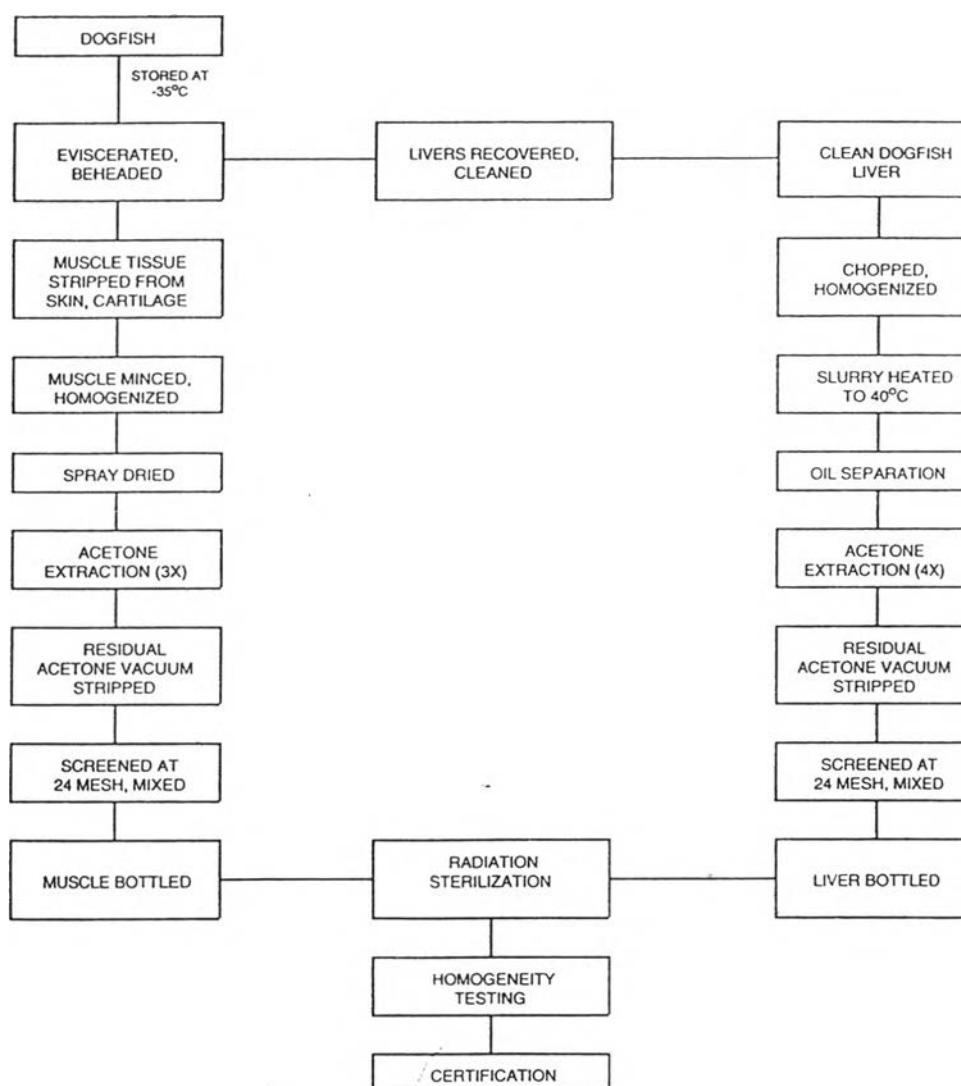 DOGFISH
STORED AT
-35°C
EVISCERATED,
BEHEADED
LIVERS RECOVERED,
CLEANED
CLEAN DOGFISH
LIVER
MUSCLE TISSUE
STRIPPED FROM
SKIN, CARTILAGE
CHOPPED,
HOMOGENIZED
MUSCLE MINCED,
HOMOGENIZED
SLURRY HEATED
TO 40°C
SPRAY DRIED
OIL SEPARATION
ACETONE
EXTRACTION (3X)
ACETONE
EXTRACTION (4X)
RESIDUAL
ACETONE VACUUM
STRIPPED
RESIDUAL
ACETONE VACUUM
STRIPPED
SCREENED AT
24 MESH, MIXED
SCREENED AT
24 MESH, MIXED
MUSCLE BOTTLED
RADIATION
STERILIZATION
LIVER BOTTLED
HOMOGENEITY
TESTING
CERTIFICATION